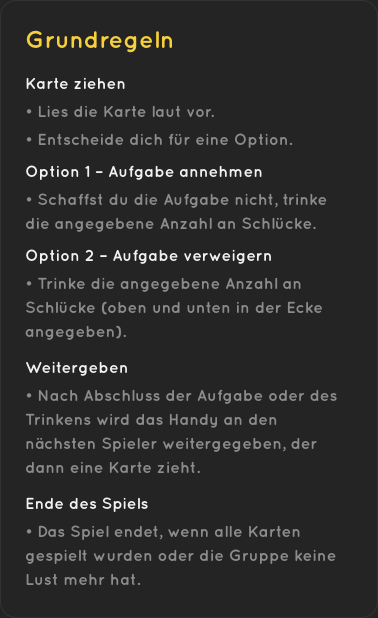 Grundregeln
Karte ziehen
• Lies die Karte laut vor.
• Entscheide dich für eine Option.
Option 1 – Aufgabe annehmen
• Schaffst du die Aufgabe nicht, trinke
die angegebene Anzahl an Schlücke.
Option 2 – Aufgabe verweigern
• Trinke die angegebene Anzahl an
Schlücke (oben und unten in der Ecke
angegeben).
Weitergeben
• Nach Abschluss der Aufgabe oder des
Trinkens wird das Handy an den
nächsten Spieler weitergegeben, der
dann eine Karte zieht.
Ende des Spiels
• Das Spiel endet, wenn alle Karten
gespielt wurden oder die Gruppe keine
Lust mehr hat.